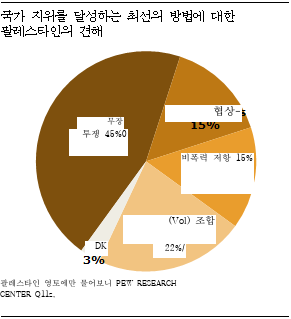 국가 지위를 달성하는 최선의 방법에 대한
팔레스타인의 견해
무장
투쟁 45%0
협상-s
15%
비폭력 저항 15%
(Vol) 조합
22%/
DK
3%
팔레스타인 영토에만 물어보니 PEW RESEARCH
CENTER Q11z.